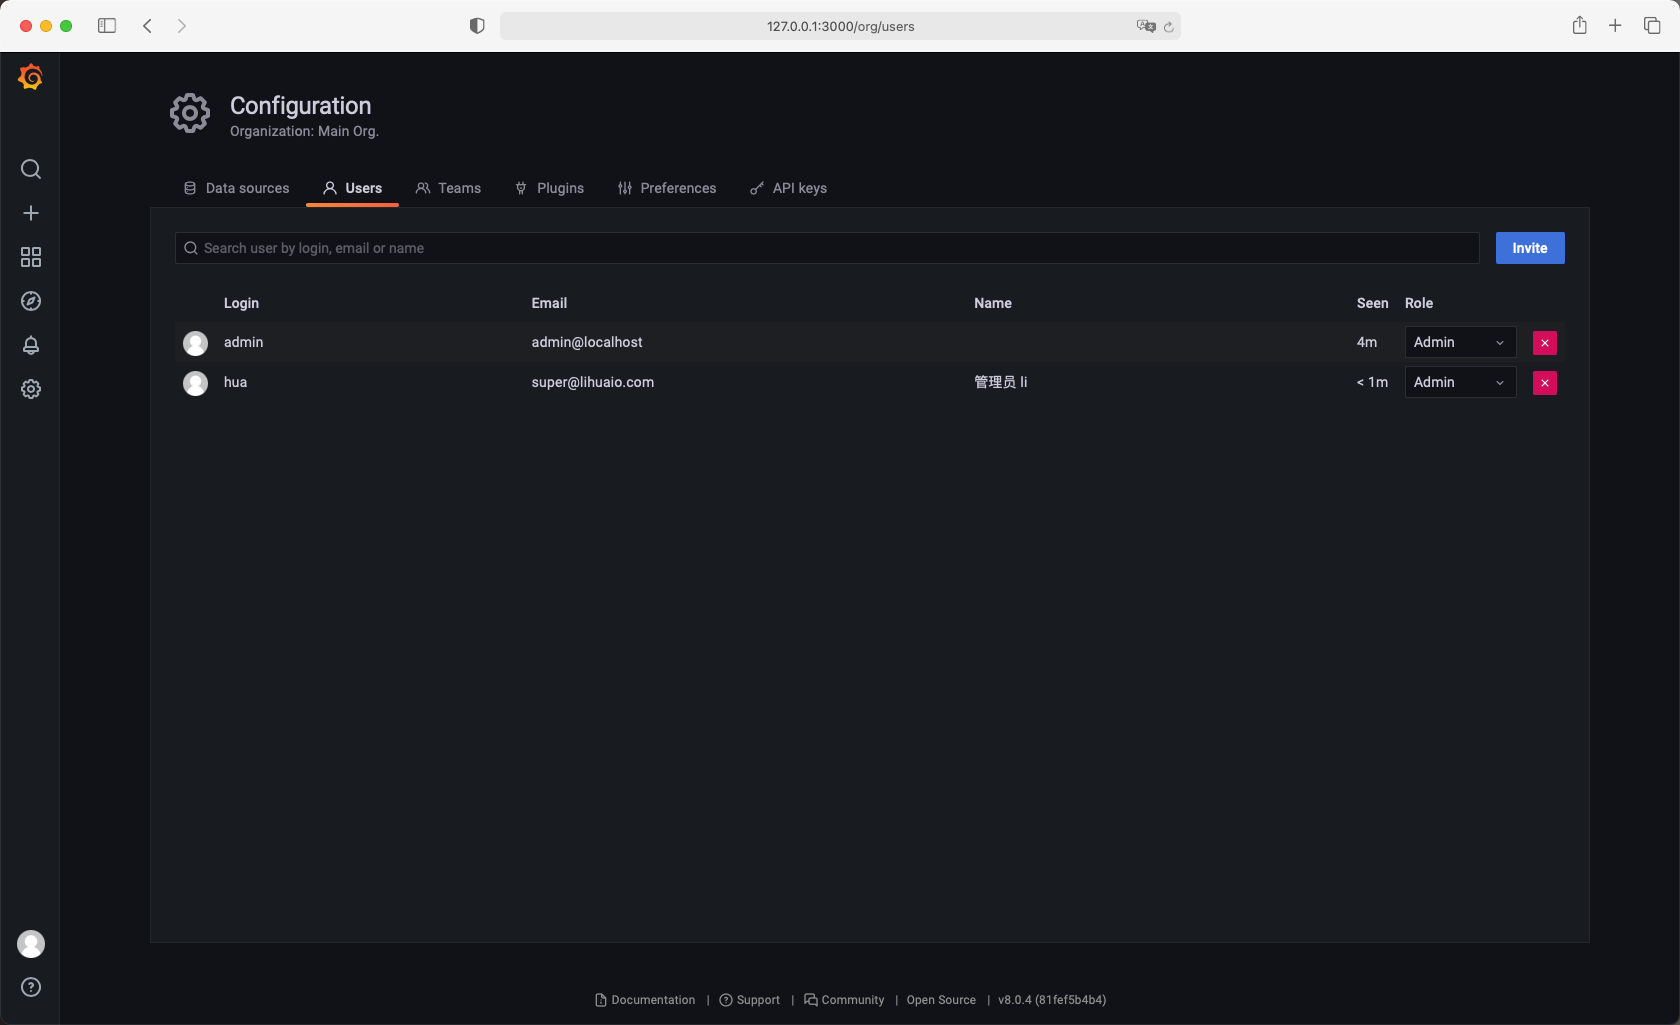 127.0.0.1:3000/org/users
Configuration
Organization: Main Org.
Data sources Users Teams Plugins Preferences API keys
Search user by login, email or name Invite
Login Email Name Seen Role
admin admin@localhost 4m Admin
hua super@lihuaio.com 管理员 li < 1m Admin
Documentation | Support | Community | Open Source | v8.0.4 (81fef5b4b4)